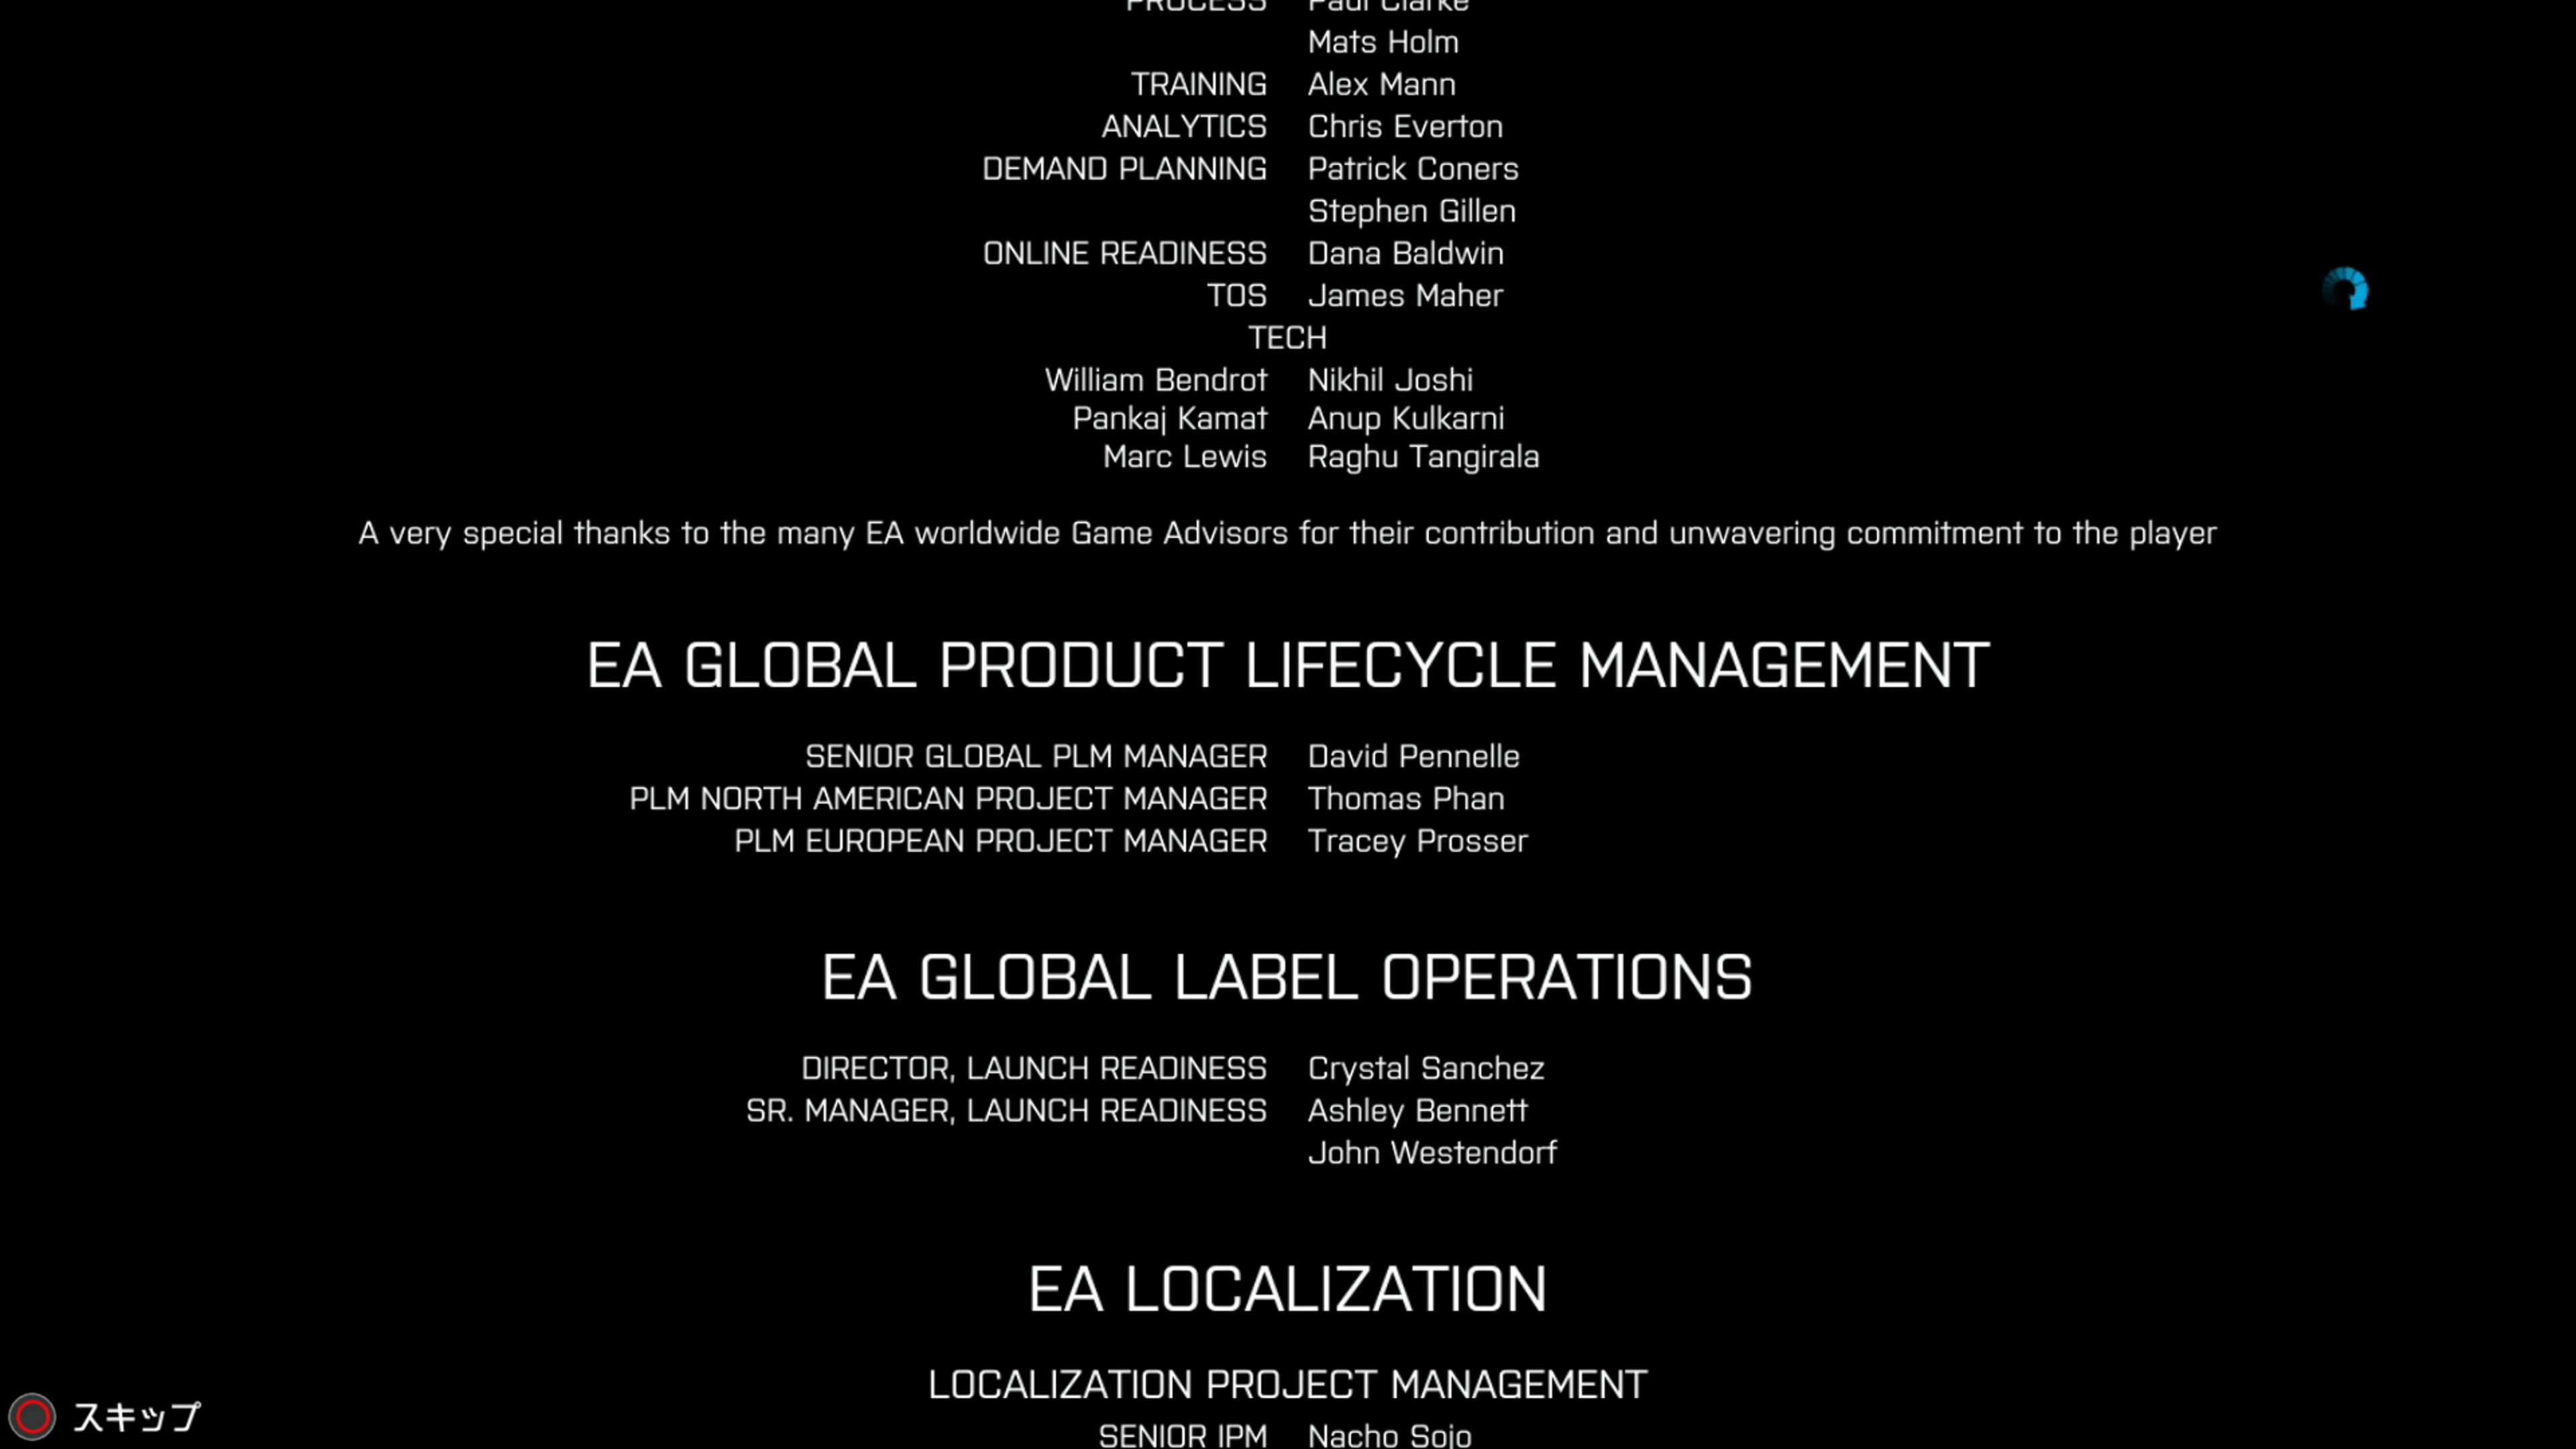 PROCESS Paul Clarke
Mats Holm
TRAINING Alex Mann
ANALYTICS Chris Everton
DEMAND PLANNING Patrick Coners
Stephen Gillen
ONLINE READINESS Dana Baldwin
TOS James Maher
TECH
William Bendrot Nikhil Joshi
Pankaj Kamat Anup Kulkarni
Marc Lewis Raghu Tangirala
A very special thanks to the many EA worldwide Game Advisors for their contribution and unwavering commitment to the player
EA GLOBAL PRODUCT LIFECYCLE MANAGEMENT
SENIOR GLOBAL PLM MANAGER David Pennelle
PLM NORTH AMERICAN PROJECT MANAGER Thomas Phan
PLM EUROPEAN PROJECT MANAGER Tracey Prosser
EA GLOBAL LABEL OPERATIONS
DIRECTOR, LAUNCH READINESS Crystal Sanchez
SR. MANAGER, LAUNCH READINESS Ashley Bennett
John Westendorf
EA LOCALIZATION
LOCALIZATION PROJECT MANAGEMENT
SENIOR IPM Nacho Sojo
スキップ